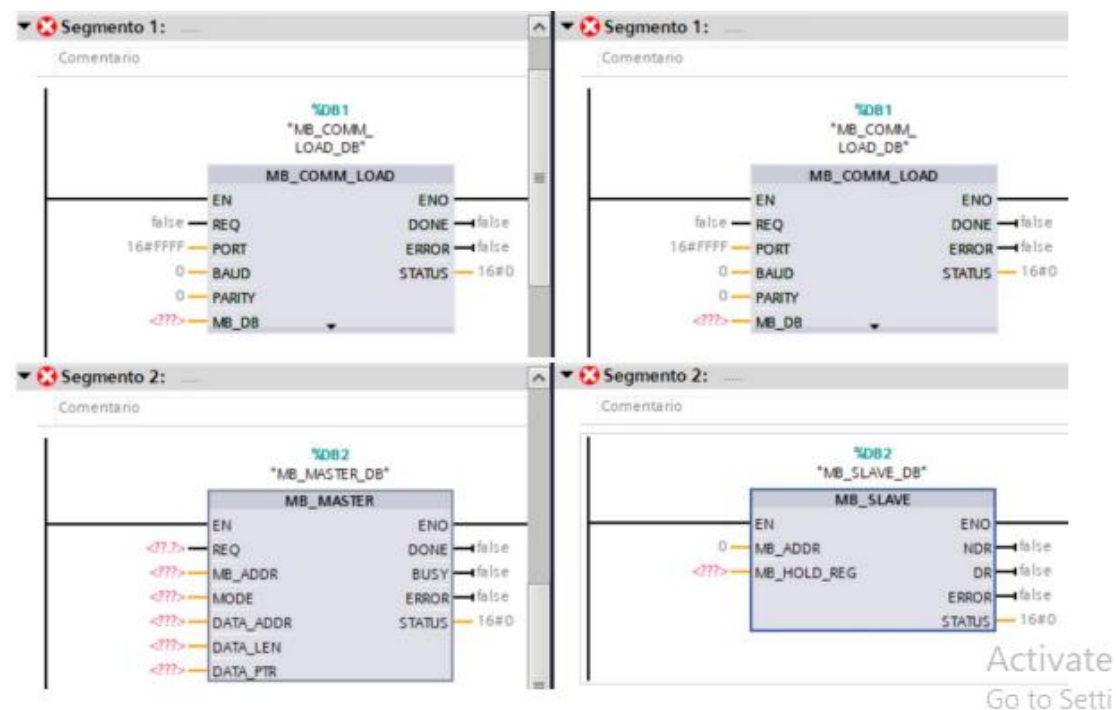 Segmento 1: ....
Comentario
%DB1
"MB_COMM_
LOAD_DB"
MB_COMM_LOAD
EN ENO
false REQ DONE false
16#FFFF PORT ERROR false
0 BAUD STATUS 16#0
0 PARITY
<???> MB_DB
Segmento 1: ....
Comentario
%DB1
"MB_COMM_
LOAD_DB"
MB_COMM_LOAD
EN ENO
false REQ DONE false
16#FFFF PORT ERROR false
0 BAUD STATUS 16#0
0 PARITY
<???> MB_DB
Segmento 2: ....
Comentario
%DB2
"MB_MASTER_DB"
MB_MASTER
EN ENO
<??.?> REQ DONE false
<???> MB_ADDR BUSY false
<???> MODE ERROR false
<???> DATA_ADDR STATUS 16#0
<???> DATA_LEN
<???> DATA_PTR
Segmento 2: ....
Comentario
%DB2
"MB_SLAVE_DB"
MB_SLAVE
EN ENO
0 MB_ADDR NDR false
<???> MB_HOLD_REG DR false
ERROR false
STATUS 16#0
Activate
Go to Setti